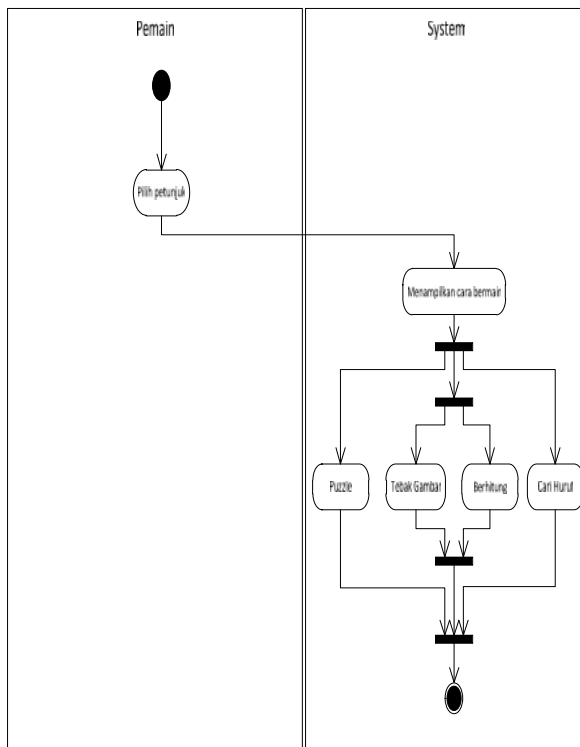 Pemain
System
Pilih petunjuk
Menampilkan cara bermain
Puzzle
Tebak Gambar
Berhitung
Cari Huruf